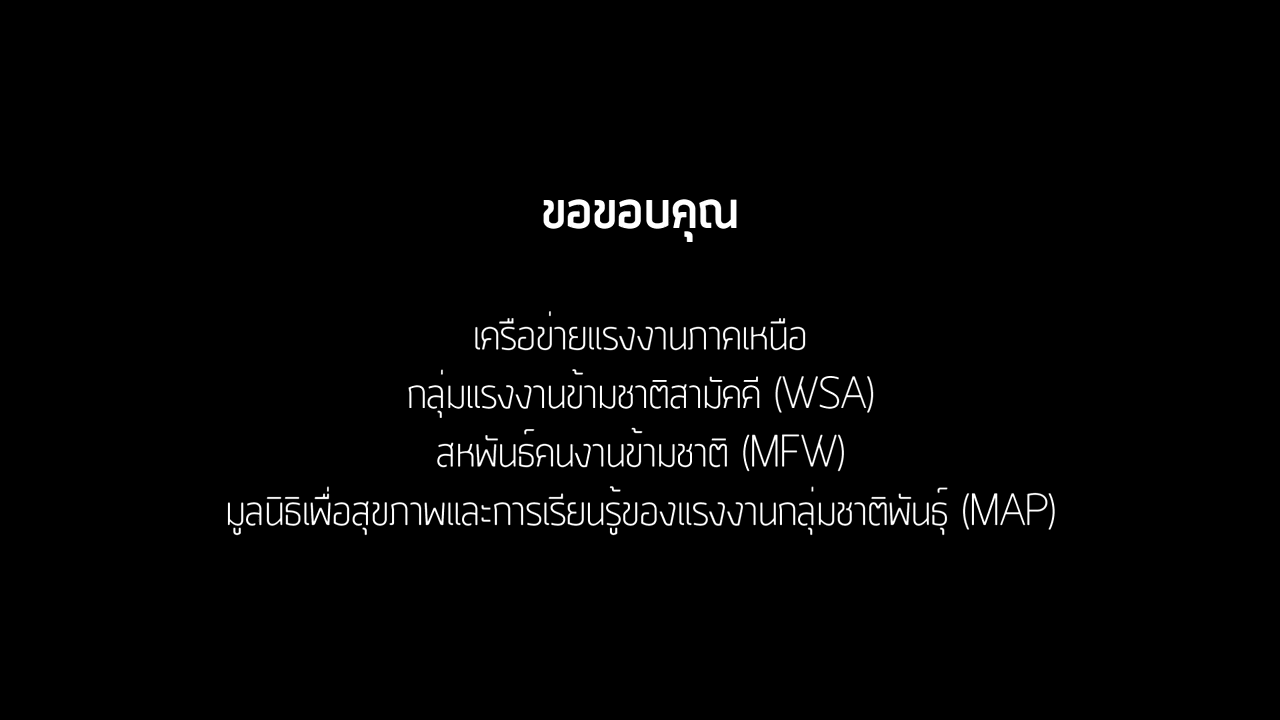 ขอขอบคุณ
เครือข่ายแรงงานภาคเหนือ
กลุ่มแรงงานข้ามชาติสามัคคี (WSA)
สหพันธ์คนงานข้ามชาติ (MFW)
มูลนิธิเพื่อสุขภาพและการเรียนรู้ของแรงงานกลุ่มชาติพันธุ์ (MAP)